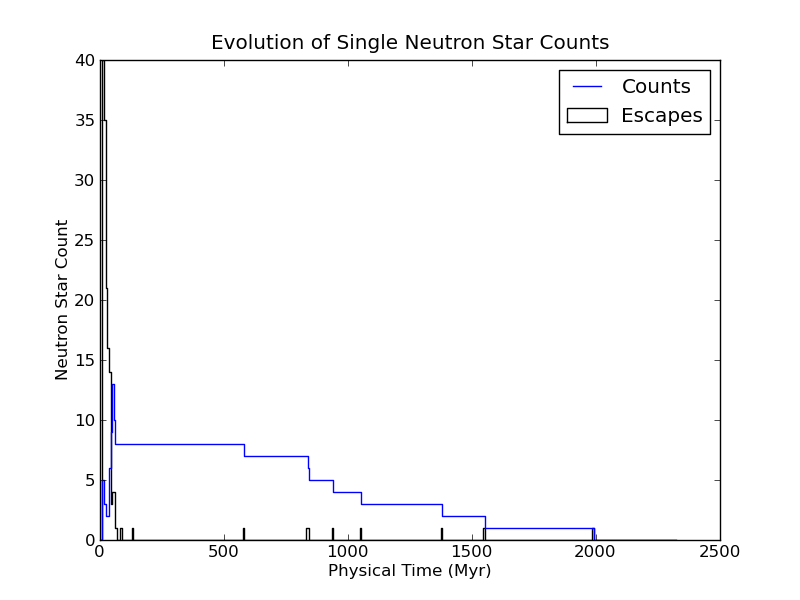 Evolution of Single Neutron Star Counts
Counts
Escapes
Neutron Star Count
40
35
30
25
20
15
10
5
0
0 500 1000 1500 2000 2500
Physical Time (Myr)